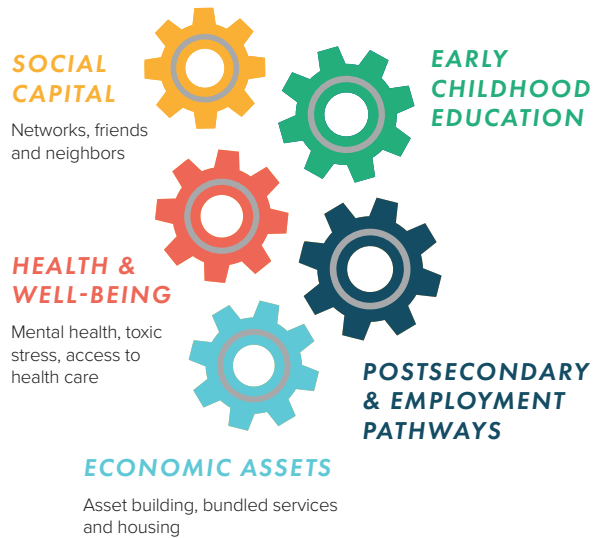 SOCIAL
CAPITAL
Networks, friends
and neighbors
EARLY
CHILDHOOD
EDUCATION
HEALTH &
WELL-BEING
Mental health, toxic
stress, access to
health care
POSTSECONDARY
& EMPLOYMENT
PATHWAYS
ECONOMIC ASSETS
Asset building, bundled services
and housing